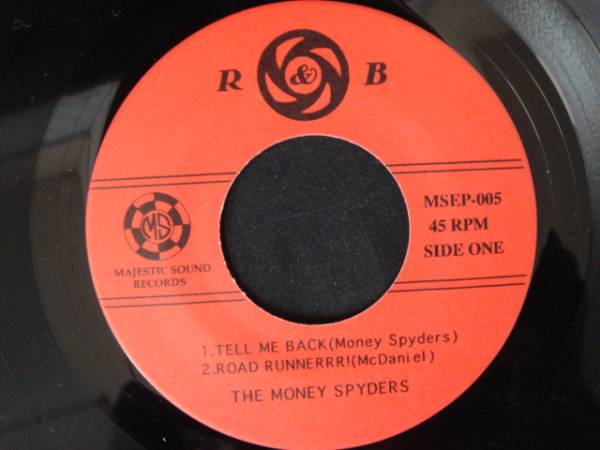 R & B
MS
MAJESTIC SOUND
RECORDS
MSEP-005
45 RPM
SIDE ONE
1.TELL ME BACK(Money Spyders)
2.ROAD RUNNERRR!(McDaniel)
THE MONEY SPYDERS